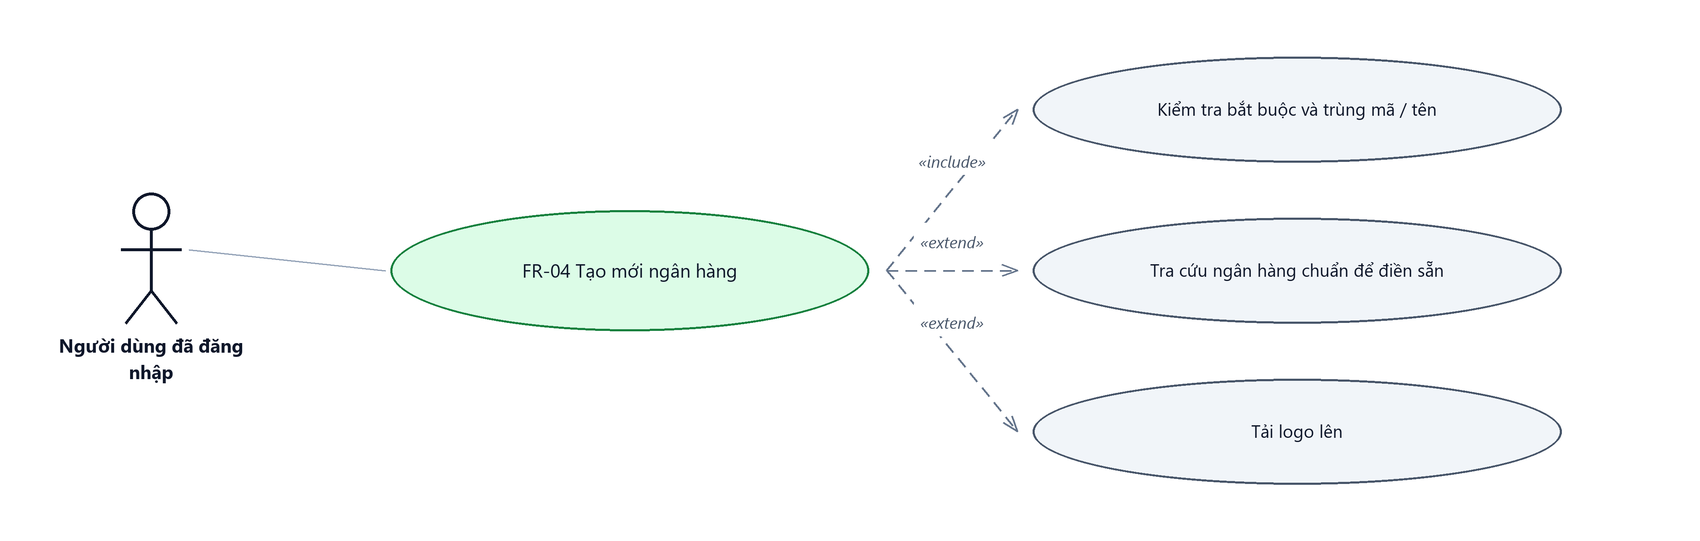 Kiểm tra bắt buộc và trùng mã / tên
«include»
«extend»
FR-04 Tạo mới ngân hàng
Tra cứu ngân hàng chuẩn để điền sẵn
«extend»
Người dùng đã đăng
nhập
Tải logo lên